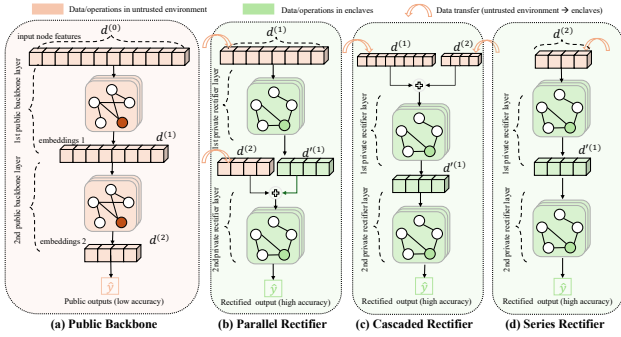 Data/operations in untrusted environment
Data/operations in enclaves
Data transfer (untrusted environment → enclaves)
d^(0)
input node features
1st public backbone layer
embeddings 1
d^(1)
2nd public backbone layer
embeddings 2
d^(2)
ŷ
Public outputs (low accuracy)
(a) Public Backbone
d^(1)
1st private rectifier layer
d^(2)
d′^(1)
2nd private rectifier layer
ŷ
Rectified output (high accuracy)
(b) Parallel Rectifier
d^(1)
d^(2)
1st private rectifier layer
d′^(1)
2nd private rectifier layer
ŷ
Rectified output (high accuracy)
(c) Cascaded Rectifier
d^(2)
1st private rectifier layer
d′^(1)
2nd private rectifier layer
ŷ
Rectified output (high accuracy)
(d) Series Rectifier